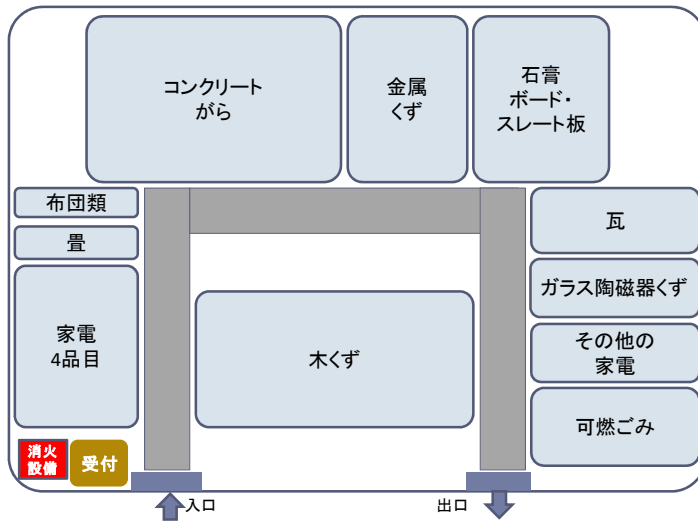 コンクリート
がら
金属
くず
石膏
ボード・
スレート板
布団類
畳
家電
4品目
木くず
瓦
ガラス陶磁器くず
その他の
家電
可燃ごみ
消火
設備
受付
入口
出口